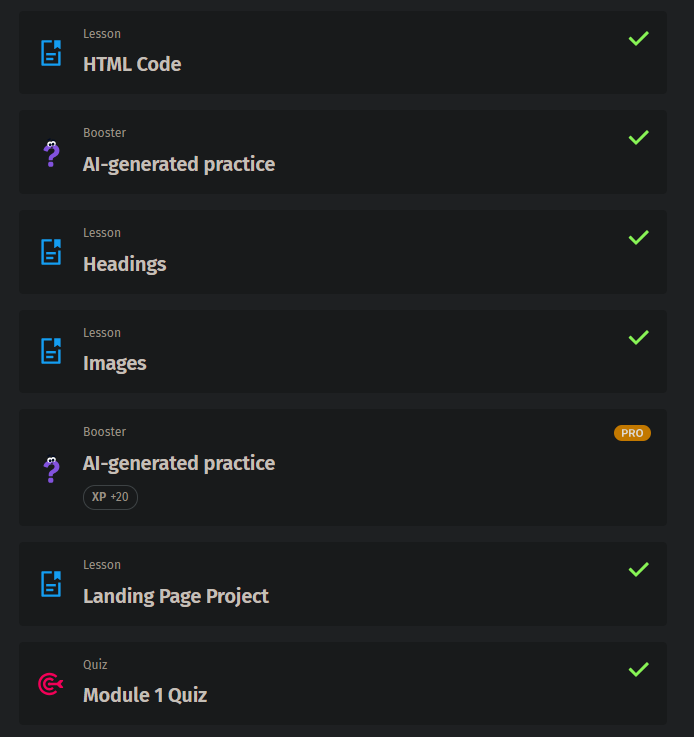 Lesson
HTML Code
Booster
AI-generated practice
Lesson
Headings
Lesson
Images
Booster
PRO
AI-generated practice
XP +20
Lesson
Landing Page Project
Quiz
Module 1 Quiz